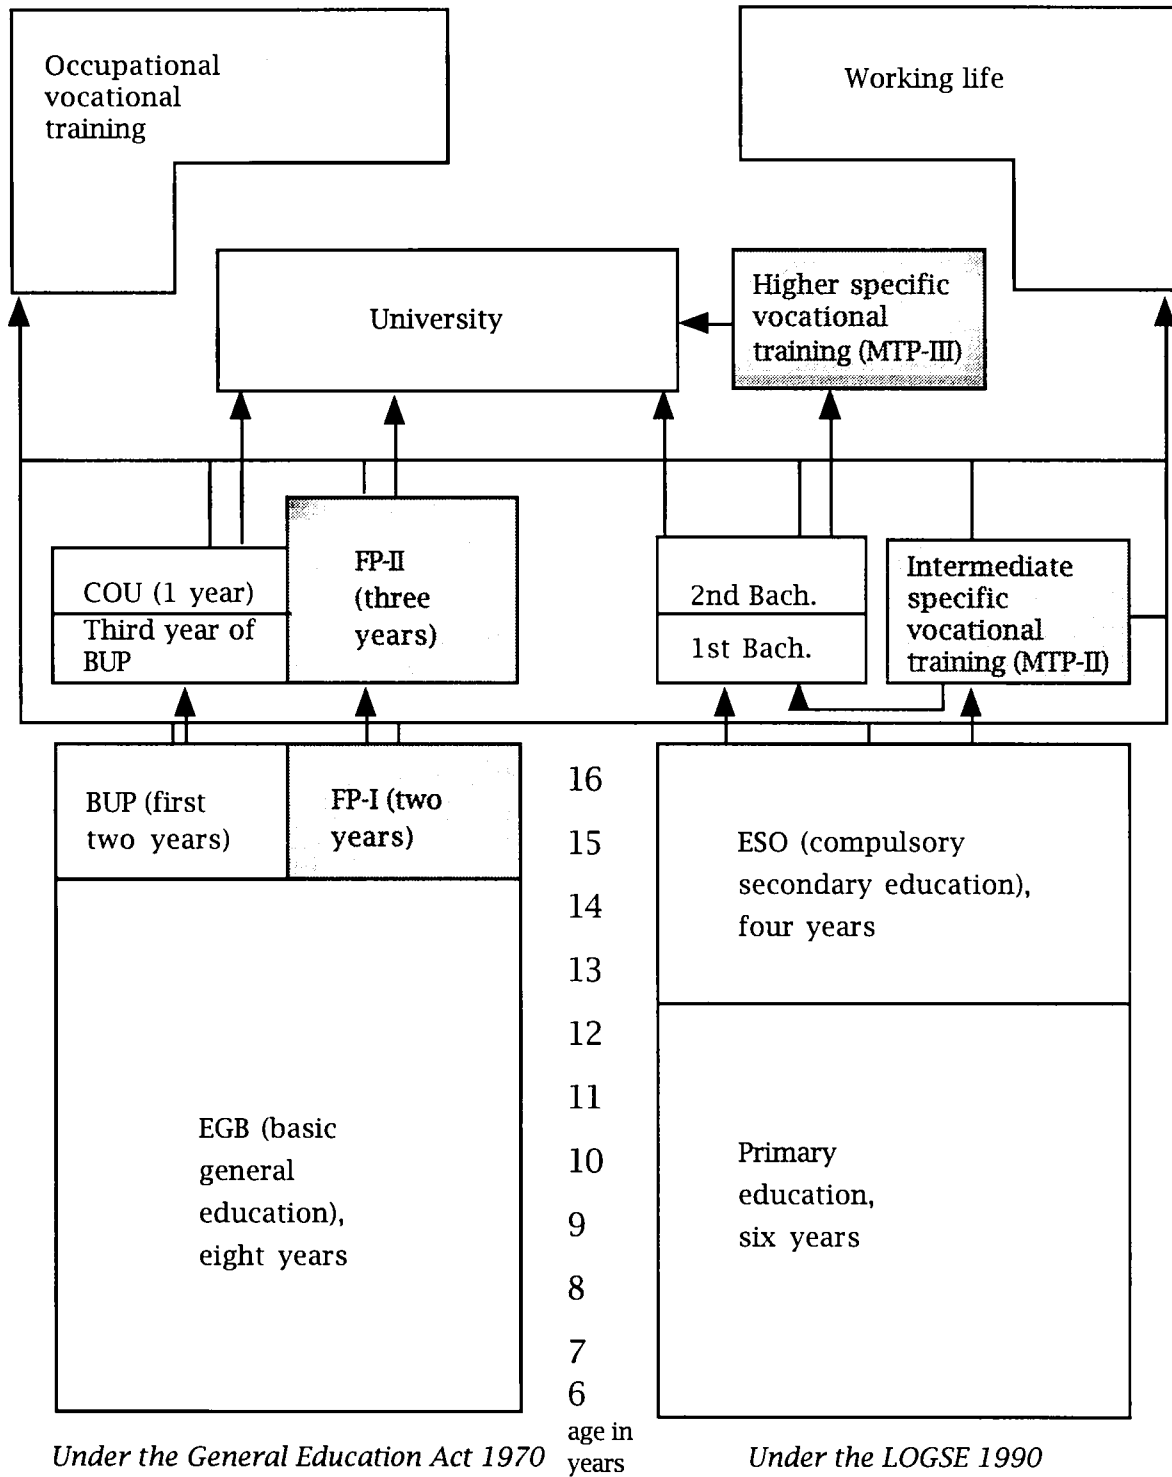 Occupational
vocational
training
Working life
University
Higher specific
vocational
training (MTP-III)
COU (1 year)
Third year of
BUP
FP-II
(three
years)
2nd Bach.
1st Bach.
Intermediate
specific
vocational
training (MTP-II)
BUP (first
two years)
FP-I (two
years)
16
15
14
13
12
11
10
9
8
7
6
age in
years
ESO (compulsory
secondary education),
four years
EGB (basic
general
education),
eight years
Primary
education,
six years
Under the General Education Act 1970
Under the LOGSE 1990